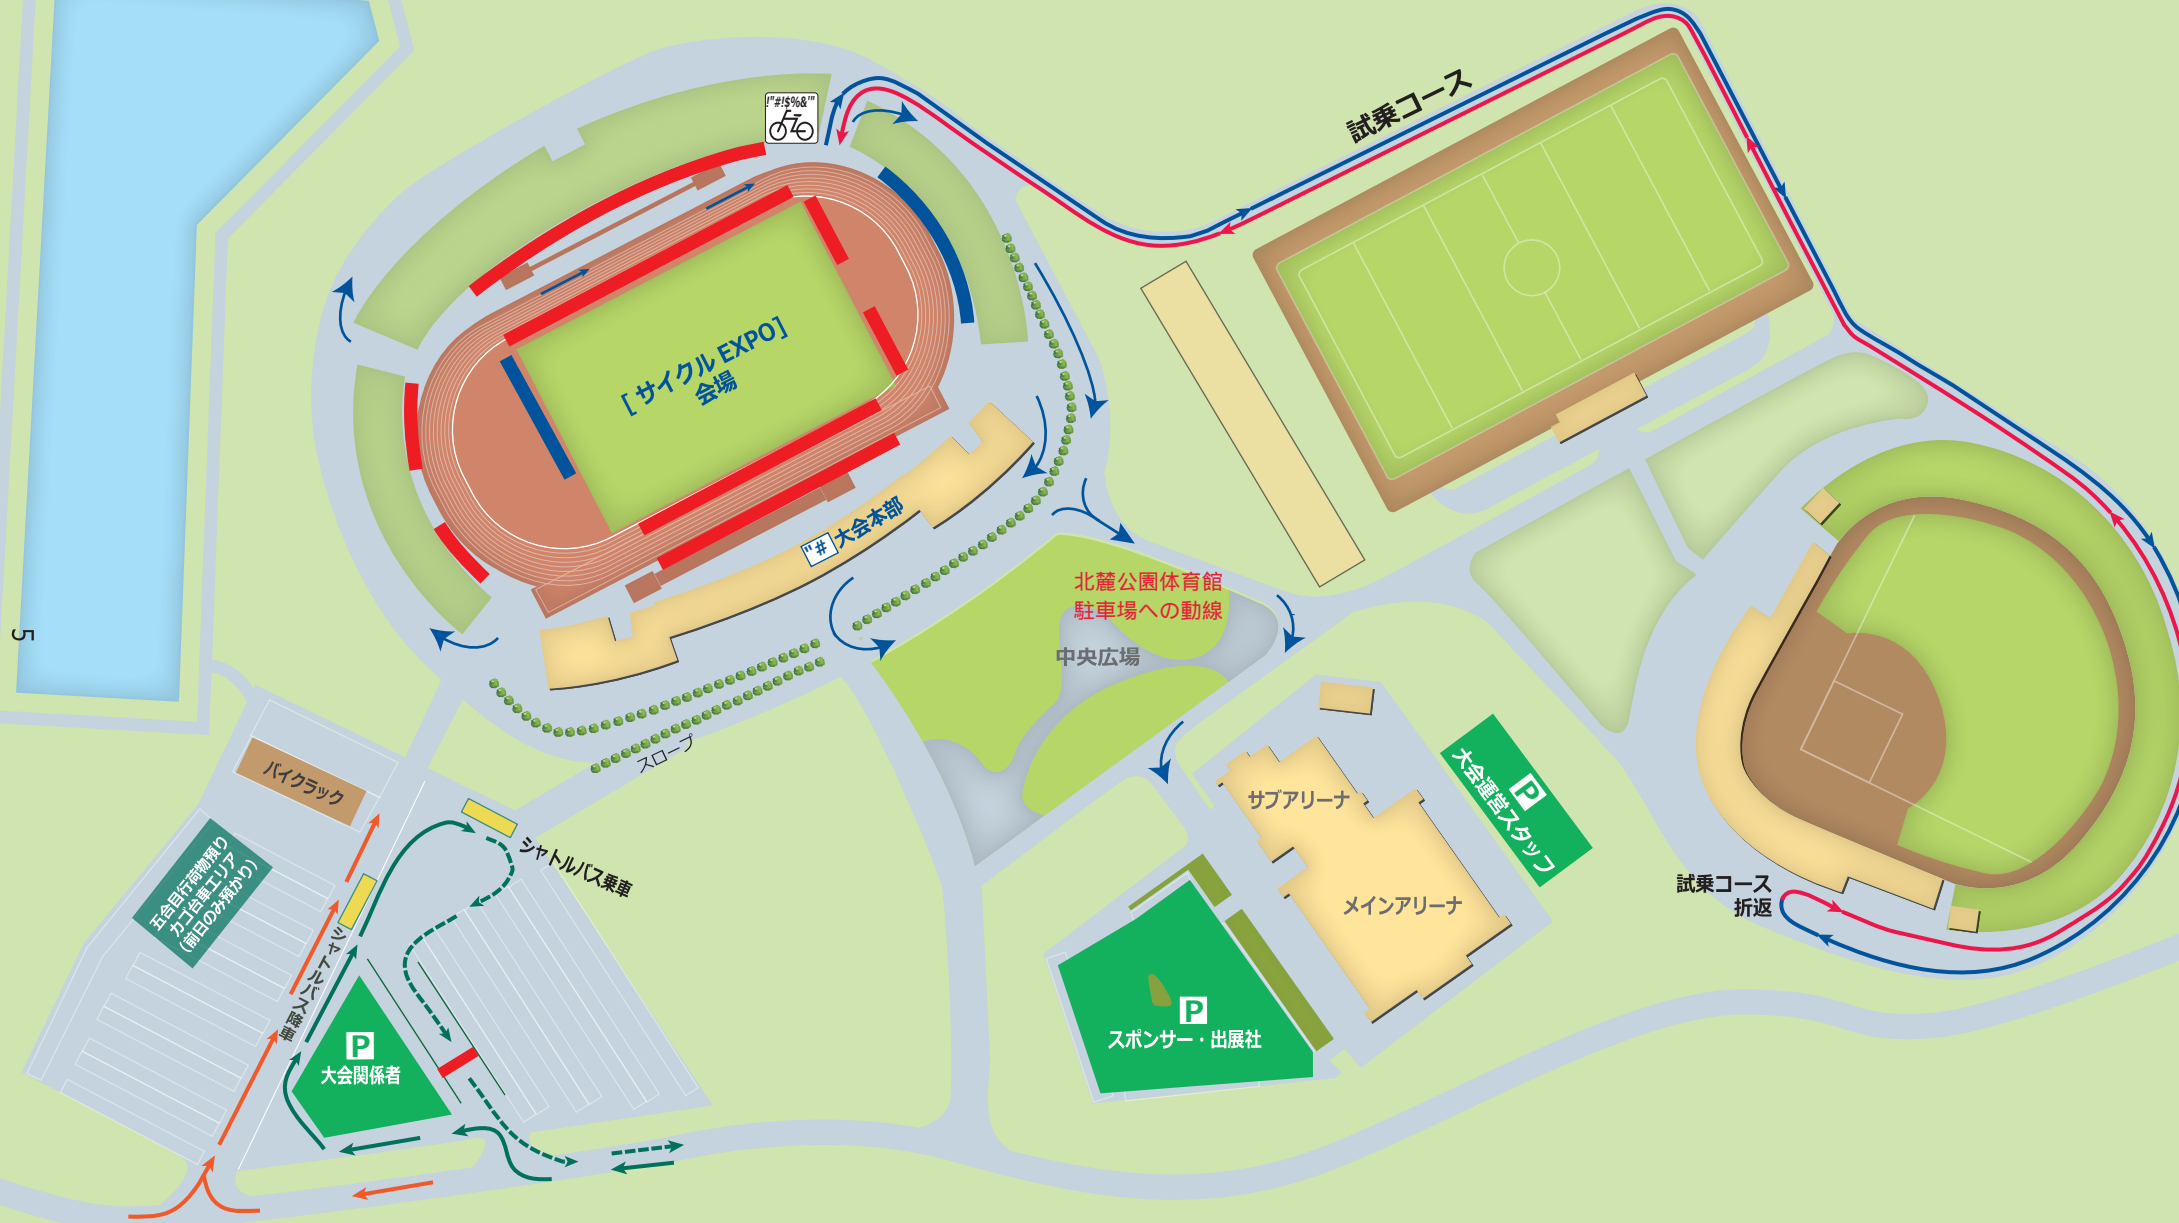 !"#!$%&'"
試乗コース
[ サイクル EXPO ]
会場
"# 大会本部
北麓公園体育館
駐車場への動線
中央広場
5
スロープ
バイクラック
サブアリーナ
P
大会運営スタッフ
シャトルバス乗車
五合目行荷物預り
カゴ台車エリア
(前日のみ預かり)
メインアリーナ
試乗コース
折返
シャトルバス降車
P
スポンサー・出展社
P
大会関係者